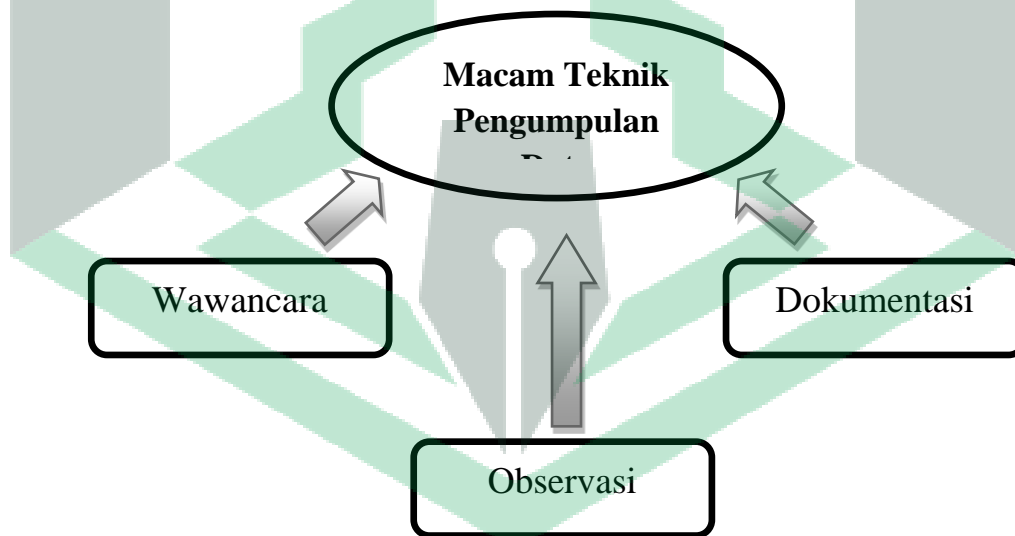 Macam Teknik
Pengumpulan
Wawancara
Dokumentasi
Observasi